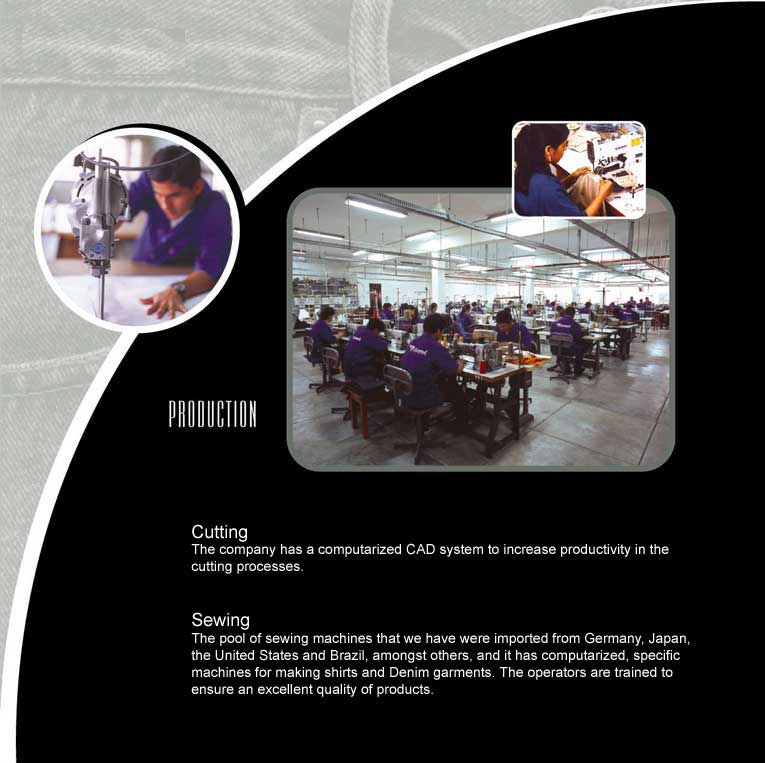 PRODUCTION
Cutting
The company has a computarized CAD system to increase productivity in the
cutting processes.
Sewing
The pool of sewing machines that we have were imported from Germany, Japan,
the United States and Brazil, amongst others, and it has computarized, specific
machines for making shirts and Denim garments. The operators are trained to
ensure an excellent quality of products.